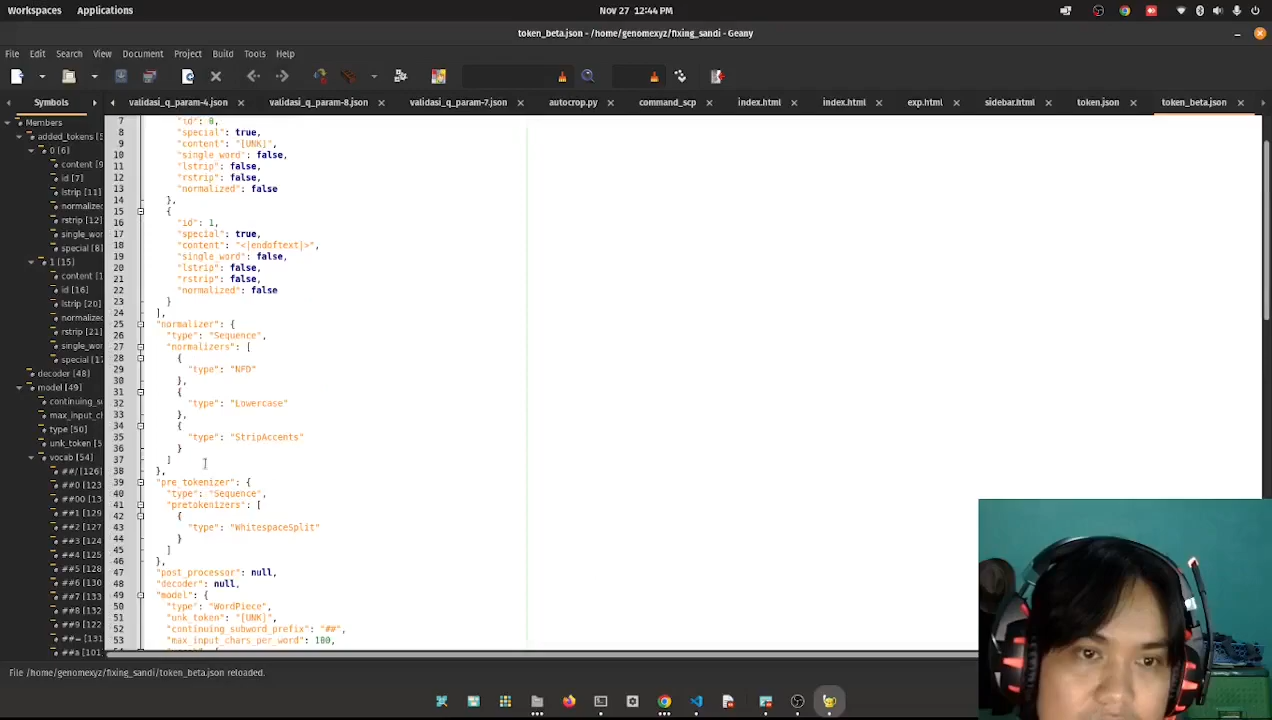 Workspaces Applications Nov 27 12:44 PM
token_beta.json - /home/genomexyz/fixing_sandi - Geany
File Edit Search View Document Project Build Tools Help
Symbols validasi_q_param-4.json validasi_q_param-8.json validasi_q_param-7.json autocrop.py command_scp index.html index.html exp.html sidebar.html token.json token_beta.json
Members
added_tokens [5
0 [6]
content [9
id [7]
lstrip [11]
normalized
rstrip [12]
single_wor
special [8]
1 [15]
content [1
id [16]
lstrip [20]
normalized
rstrip [21]
single_wor
special [17
decoder [48]
model [49]
continuing_su
max_input_ch
type [50]
unk_token [5
vocab [54]
##/ [126]
##0 [123
##00 [103
##1 [129
##2 [127
##3 [124
##4 [125
##5 [128
##6 [130
##7 [133
##8 [132
##9 [122
##= [131
##a [101
7 "id": 0,
8 "special": true,
9 "content": "[UNK]",
10 "single_word": false,
11 "lstrip": false,
12 "rstrip": false,
13 "normalized": false
14 },
15 {
16 "id": 1,
17 "special": true,
18 "content": "<|endoftext|>",
19 "single_word": false,
20 "lstrip": false,
21 "rstrip": false,
22 "normalized": false
23 }
24 ],
25 "normalizer": {
26 "type": "Sequence",
27 "normalizers": [
28 {
29 "type": "NFD"
30 },
31 {
32 "type": "Lowercase"
33 },
34 {
35 "type": "StripAccents"
36 }
37 ]
38 },
39 "pre_tokenizer": {
40 "type": "Sequence",
41 "pretokenizers": [
42 {
43 "type": "WhitespaceSplit"
44 }
45 ]
46 },
47 "post_processor": null,
48 "decoder": null,
49 "model": {
50 "type": "WordPiece",
51 "unk_token": "[UNK]",
52 "continuing_subword_prefix": "##",
53 "max_input_chars_per_word": 100,
File /home/genomexyz/fixing_sandi/token_beta.json reloaded.